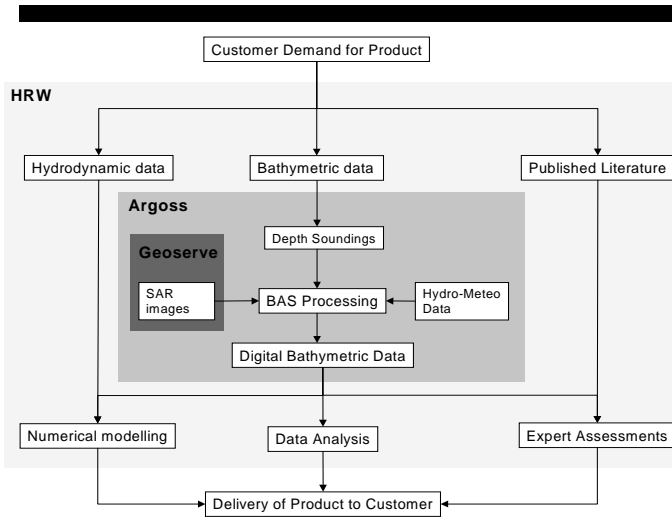 Customer Demand for Product
HRW
Hydrodynamic data
Bathymetric data
Published Literature
Argoss
Depth Soundings
Geoserve
SAR
images
BAS Processing
Hydro-Meteo
Data
Digital Bathymetric Data
Numerical modelling
Data Analysis
Expert Assessments
Delivery of Product to Customer